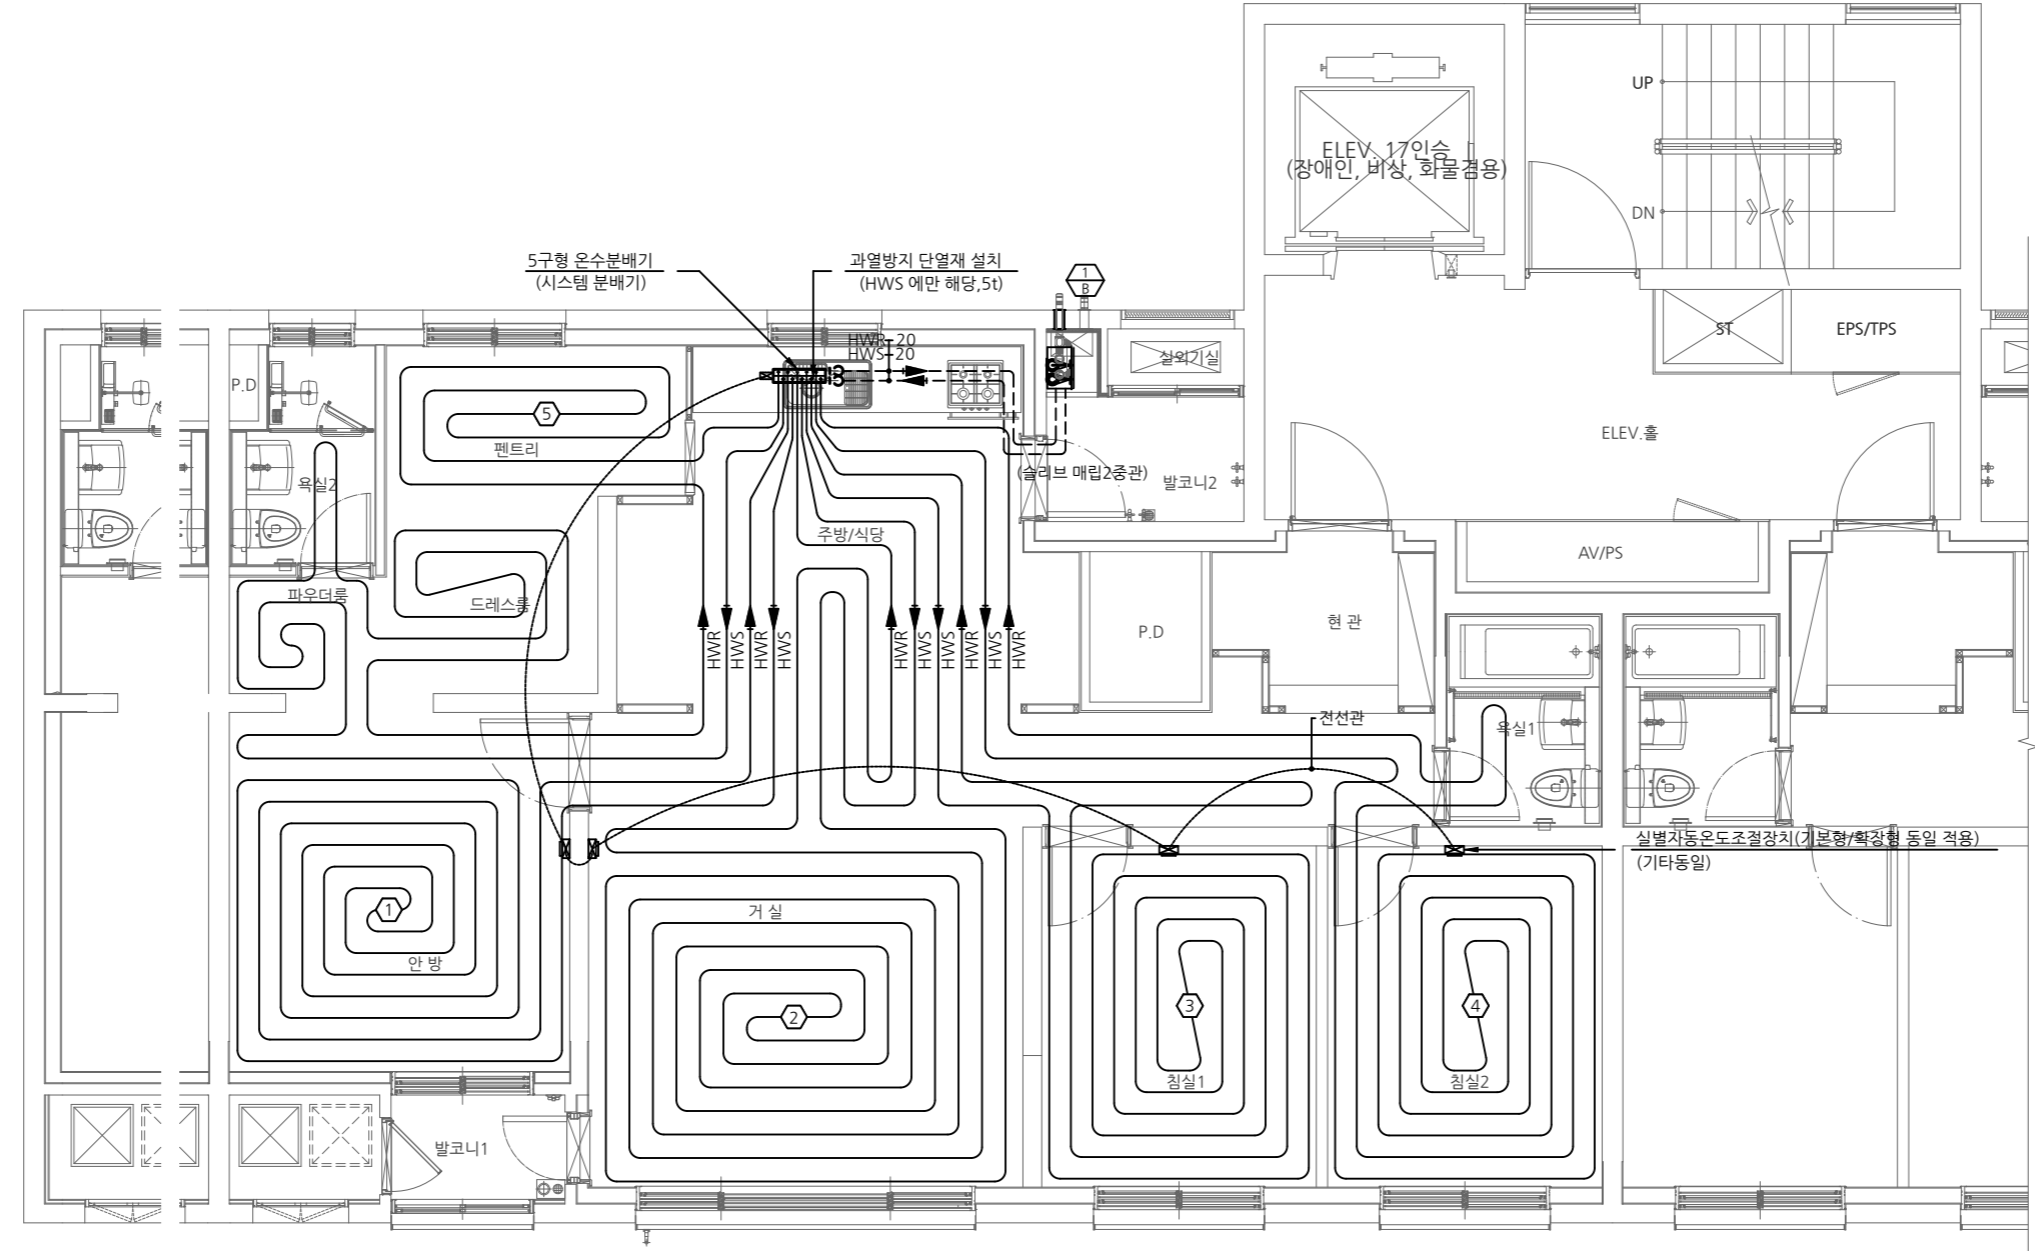 UP
ELEV. 17인승
(장애인, 비상, 화물겸용)
DN
5구형 온수분배기
(시스템 분배기)
과열방지 단열재 설치
(HWS 에만 해당,5t)
1
B
HWR-20
HWS-20
실외기실
ST
EPS/TPS
P.D
5
펜트리
ELEV.홀
(슬리브 매립2중관)
발코니2
욕실2
주방/식당
AV/PS
파우더룸
드레스룸
HWR
HWS
HWR
HWS
HWR
HWS
HWS
HWR
HWS
HWR
P.D
현 관
전선관
욕실1
실별자동온도조절장치(기본형/확장형 동일 적용)
(기타동일)
1
거 실
안 방
2
3
4
침실1
침실2
발코니1